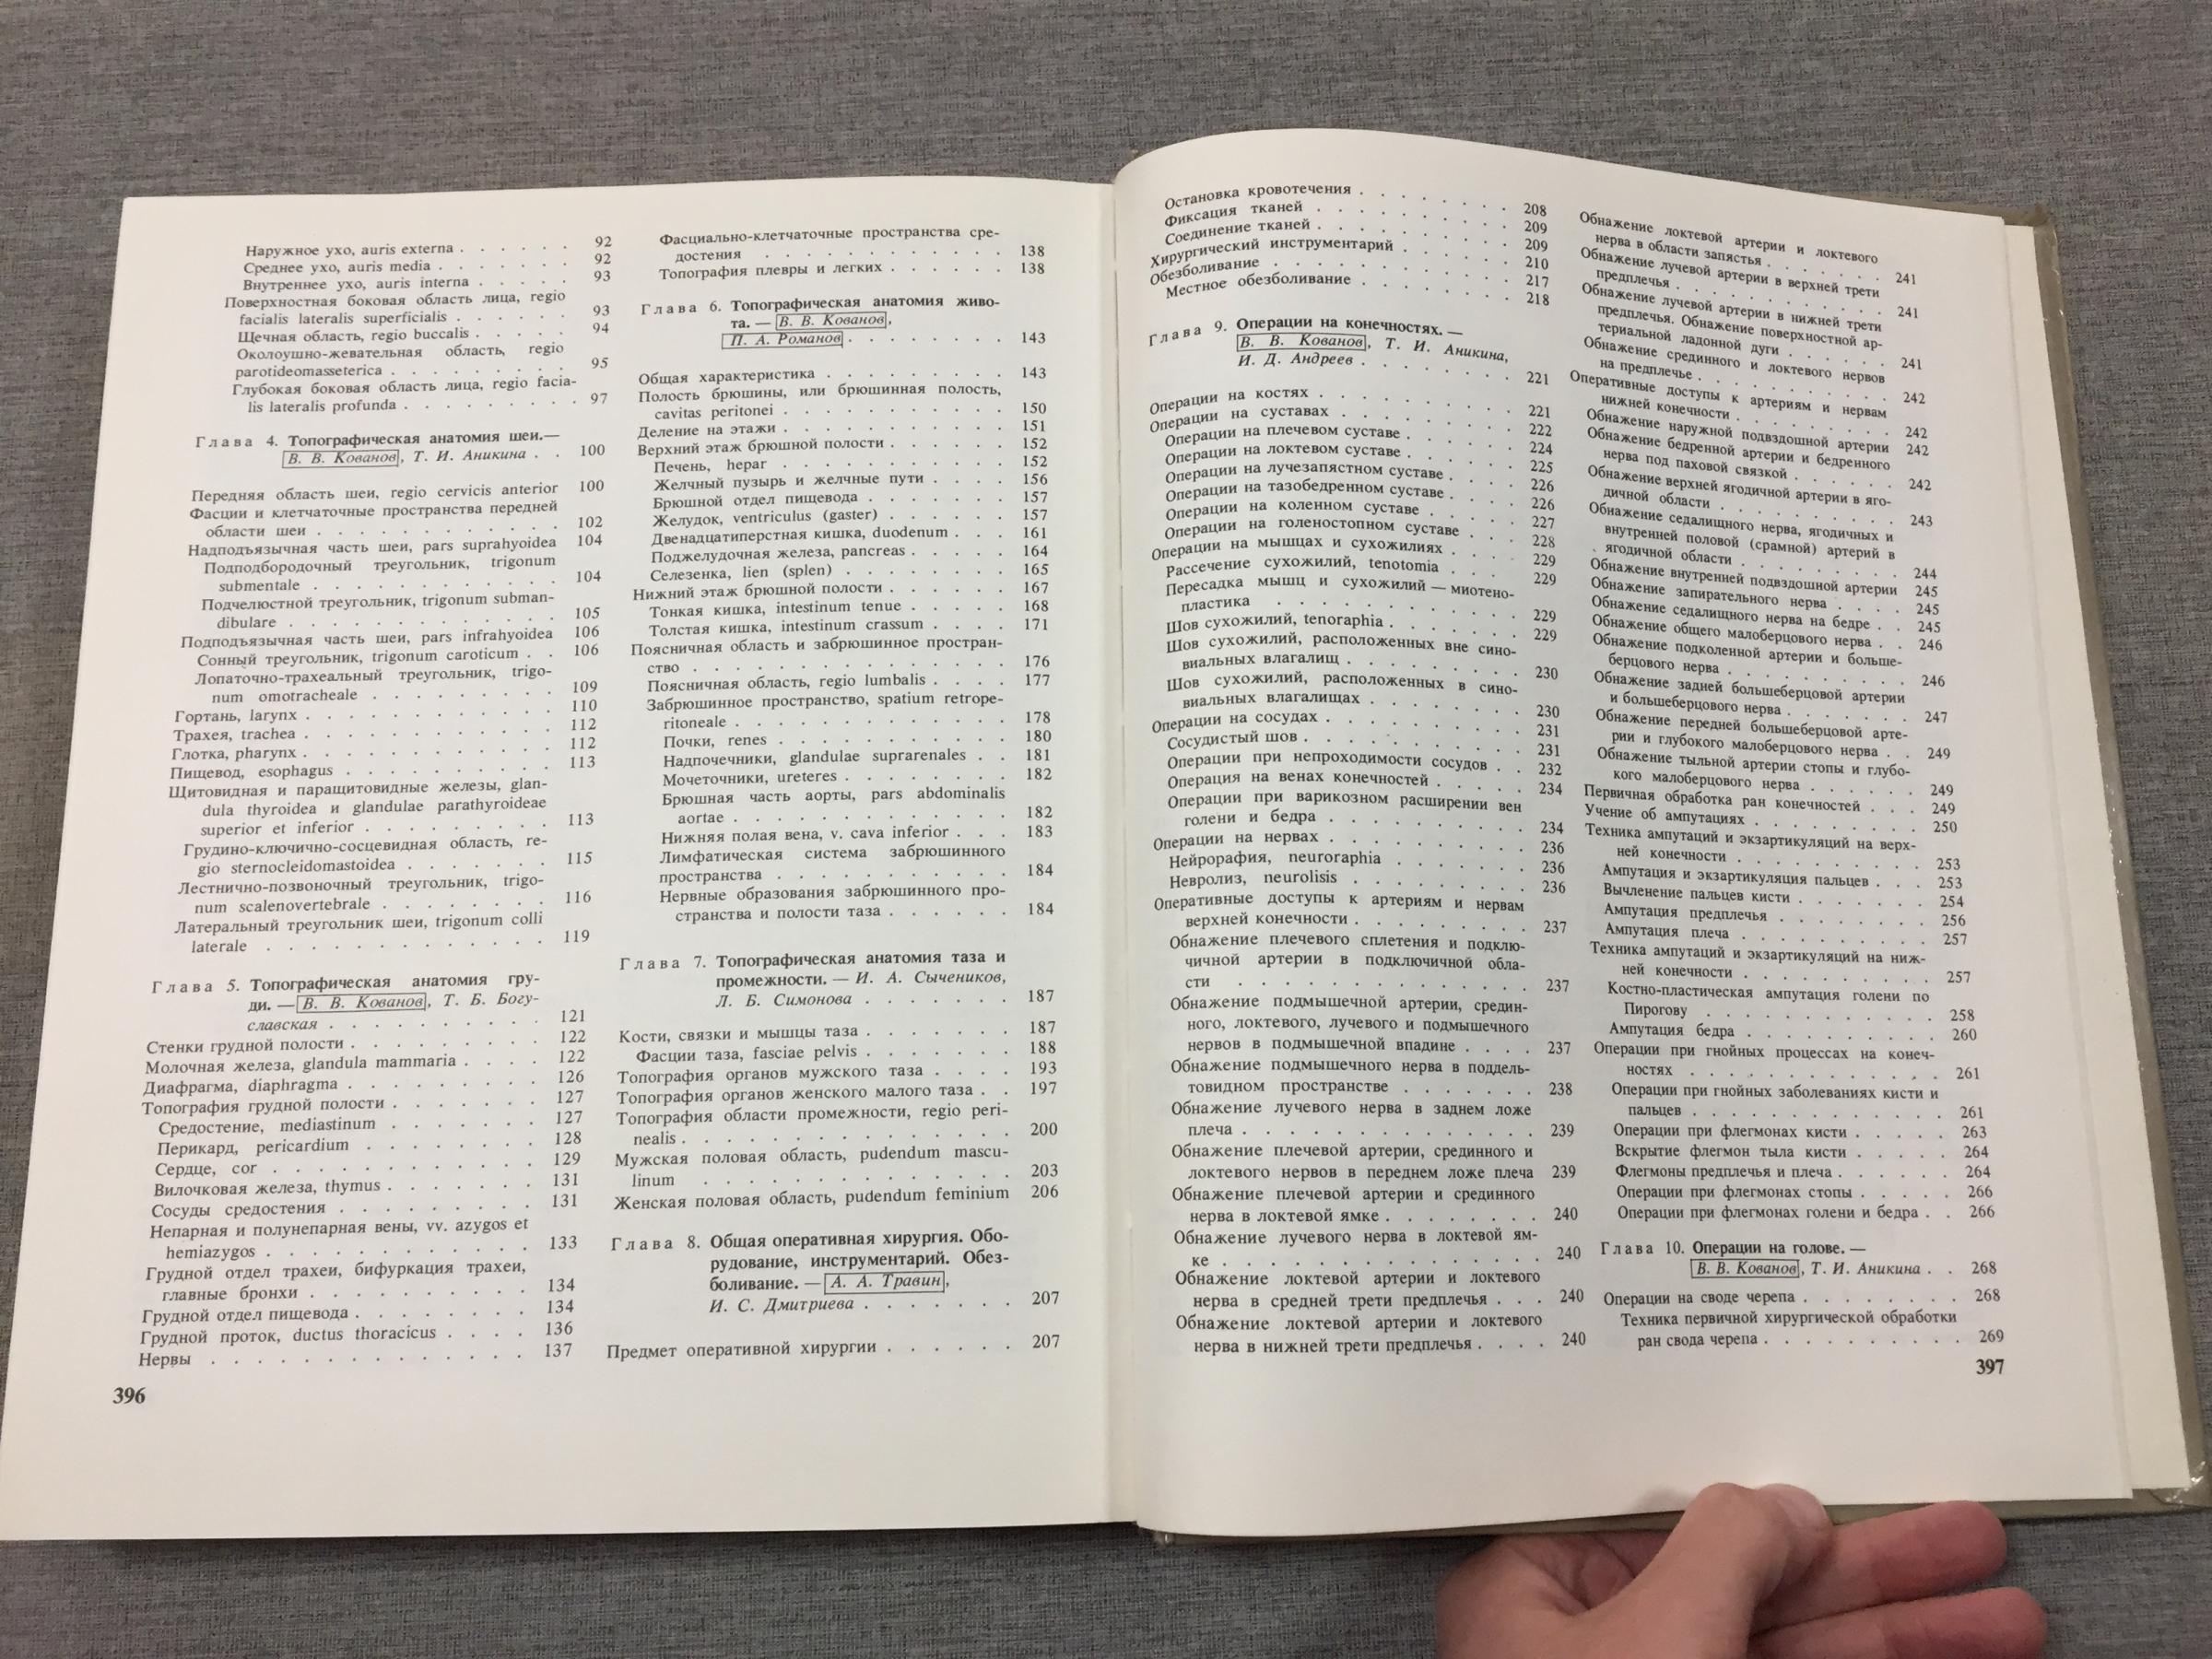 Наружное ухо, auris externa . . . . . . 92
Среднее ухо, auris media . . . . . . . 92
Внутреннее ухо, auris interna . . . . . 93
Поверхностная боковая область лица, regio
facialis lateralis superficialis . . . . . . 93
Щечная область, regio buccalis . . . . . 94
Околоушно-жевательная область, regio
parotideomasseterica . . . . . . . . . 95
Глубокая боковая область лица, regio facia-
lis lateralis profunda . . . . . . . . . 97
Глава 4. Топографическая анатомия шеи.—
В. В. Кованов, Т. И. Аникина . . 100
Передняя область шеи, regio cervicis anterior 100
Фасции и клетчаточные пространства передней
области шеи . . . . . . . . . . . 102
Надподъязычная часть шеи, pars suprahyoidea 104
Подподбородочный треугольник, trigonum
submentale . . . . . . . . . . . 104
Подчелюстной треугольник, trigonum subman-
dibulare . . . . . . . . . . . . 105
Подподъязычная часть шеи, pars infrahyoidea 106
Сонный треугольник, trigonum caroticum . . 106
Лопаточно-трахеальный треугольник, trigo-
num omotracheale . . . . . . . . 109
Гортань, larynx . . . . . . . . . . . 110
Трахея, trachea . . . . . . . . . . . 112
Глотка, pharynx . . . . . . . . . . . 112
Пищевод, esophagus . . . . . . . . . 113
Щитовидная и паращитовидные железы, glan-
dula thyroidea и glandulae parathyroideae
superior et inferior . . . . . . . . . 113
Грудино-ключично-сосцевидная область, re-
gio sternocleidomastoidea . . . . . . . 115
Лестнично-позвоночный треугольник, trigo-
num scalenovertebrale . . . . . . . . 116
Латеральный треугольник шеи, trigonum colli
laterale . . . . . . . . . . . . . 119
Глава 5. Топографическая анатомия гру-
ди. — В. В. Кованов, Т. Б. Богу-
славская . . . . . . . . . . 121
Стенки грудной полости . . . . . . . . . 122
Молочная железа, glandula mammaria . . . . 122
Диафрагма, diaphragma . . . . . . . . . 126
Топография грудной полости . . . . . . . 127
Средостение, mediastinum . . . . . . . 127
Перикард, pericardium . . . . . . . . 128
Сердце, cor . . . . . . . . . . . . 129
Вилочковая железа, thymus . . . . . . . 131
Сосуды средостения . . . . . . . . . 131
Непарная и полунепарная вены, vv. azygos et
hemiazygos . . . . . . . . . . . . 133
Грудной отдел трахеи, бифуркация трахеи,
главные бронхи . . . . . . . . . . 134
Грудной отдел пищевода . . . . . . . . 134
Грудной проток, ductus thoracicus . . . . 136
Нервы . . . . . . . . . . . . . . 137
396
Фасциально-клетчаточные пространства сре-
достения . . . . . . . . . . . . 138
Топография плевры и легких . . . . . . 138
Глава 6. Топографическая анатомия живо-
та. — В. В. Кованов,
П. А. Романов . . . . . . . . 143
Общая характеристика . . . . . . . . . 143
Полость брюшины, или брюшинная полость,
cavitas peritonei . . . . . . . . . . . 150
Деление на этажи . . . . . . . . . . . 151
Верхний этаж брюшной полости . . . . . . 152
Печень, hepar . . . . . . . . . . . 152
Желчный пузырь и желчные пути . . . . 156
Брюшной отдел пищевода . . . . . . . 157
Желудок, ventriculus (gaster) . . . . . . 157
Двенадцатиперстная кишка, duodenum . . . 161
Поджелудочная железа, pancreas . . . . . 164
Селезенка, lien (splen) . . . . . . . . 165
Нижний этаж брюшной полости . . . . . . 167
Тонкая кишка, intestinum tenue . . . . . 168
Толстая кишка, intestinum crassum . . . . 171
Поясничная область и забрюшинное простран-
ство . . . . . . . . . . . . . . . 176
Поясничная область, regio lumbalis . . . . 177
Забрюшинное пространство, spatium retrope-
ritoneale . . . . . . . . . . . . . 178
Почки, renes . . . . . . . . . . . 180
Надпочечники, glandulae suprarenales . . 181
Мочеточники, ureteres . . . . . . . . 182
Брюшная часть аорты, pars abdominalis
aortae . . . . . . . . . . . . . 182
Нижняя полая вена, v. cava inferior . . . 183
Лимфатическая система забрюшинного
пространства . . . . . . . . . . . 184
Нервные образования забрюшинного про-
странства и полости таза . . . . . . 184
Глава 7. Топографическая анатомия таза и
промежности. — И. А. Сычеников,
Л. Б. Симонова . . . . . . . 187
Кости, связки и мышцы таза . . . . . . . 187
Фасции таза, fasciae pelvis . . . . . . . 188
Топография органов мужского таза . . . . 193
Топография органов женского малого таза . . 197
Топография области промежности, regio peri-
nealis . . . . . . . . . . . . . . 200
Мужская половая область, pudendum mascu-
linum . . . . . . . . . . . . . . 203
Женская половая область, pudendum feminium 206
Глава 8. Общая оперативная хирургия. Обо-
рудование, инструментарий. Обез-
боливание. — А. А. Травин,
И. С. Дмитриева . . . . . . . 207
Предмет оперативной хирургии . . . . . . 207
Остановка кровотечения . . . . . . . . 208
Фиксация тканей . . . . . . . . . . 209
Соединение тканей . . . . . . . . . . 209
Хирургический инструментарий . . . . . . 210
Обезболивание . . . . . . . . . . . . 217
Местное обезболивание . . . . . . . . 218
Глава 9. Операции на конечностях. —
В. В. Кованов, Т. И. Аникина,
И. Д. Андреев . . . . . . . . 221
Операции на костях . . . . . . . . . . 221
Операции на суставах . . . . . . . . . 222
Операции на плечевом суставе . . . . . . 224
Операции на локтевом суставе . . . . . . 225
Операции на лучезапястном суставе . . . . 226
Операции на тазобедренном суставе . . . . 226
Операции на коленном суставе . . . . . 227
Операции на голеностопном суставе . . . 228
Операции на мышцах и сухожилиях . . . . 229
Рассечение сухожилий, tenotomia . . . 229
Пересадка мышц и сухожилий — миотено-
пластика . . . . . . . . . . . . 229
Шов сухожилий, tenoraphia . . . . . . . 229
Шов сухожилий, расположенных вне сино-
виальных влагалищ . . . . . . . . . 230
Шов сухожилий, расположенных в сино-
виальных влагалищах . . . . . . . . 230
Операции на сосудах . . . . . . . . . . 231
Сосудистый шов . . . . . . . . . . . 231
Операции при непроходимости сосудов . . 232
Операция на венах конечностей . . . . . 234
Операции при варикозном расширении вен
голени и бедра . . . . . . . . . . 234
Операции на нервах . . . . . . . . . . 236
Нейрорафия, neuroraphia . . . . . . . 236
Невролиз, neurolisis . . . . . . . . . 236
Оперативные доступы к артериям и нервам
верхней конечности . . . . . . . . . . 237
Обнажение плечевого сплетения и подклю-
чичной артерии в подключичной обла-
сти . . . . . . . . . . . . . . 237
Обнажение подмышечной артерии, средин-
ного, локтевого, лучевого и подмышечного
нервов в подмышечной впадине . . . . 237
Обнажение подмышечного нерва в поддель-
товидном пространстве . . . . . . . 238
Обнажение лучевого нерва в заднем ложе
плеча . . . . . . . . . . . . . . 239
Обнажение плечевой артерии, срединного и
локтевого нервов в переднем ложе плеча 239
Обнажение плечевой артерии и срединного
нерва в локтевой ямке . . . . . . . . 240
Обнажение лучевого нерва в локтевой ям-
ке . . . . . . . . . . . . . . . 240
Обнажение локтевой артерии и локтевого
нерва в средней трети предплечья . . . 240
Обнажение локтевой артерии и локтевого
нерва в нижней трети предплечья . . . . 240
Обнажение локтевой артерии и локтевого
нерва в области запястья . . . . . . . 241
Обнажение лучевой артерии в верхней трети
предплечья . . . . . . . . . . . . 241
Обнажение лучевой артерии в нижней трети
предплечья. Обнажение поверхностной ар-
териальной ладонной дуги . . . . . . 241
Обнажение срединного и локтевого нервов
на предплечье . . . . . . . . . . . 242
Оперативные доступы к артериям и нервам
нижней конечности . . . . . . . . . . 242
Обнажение наружной подвздошной артерии 242
Обнажение бедренной артерии и бедренного
нерва под паховой связкой . . . . . . 242
Обнажение верхней ягодичной артерии в яго-
дичной области . . . . . . . . . . 243
Обнажение седалищного нерва, ягодичных и
внутренней половой (срамной) артерий в
ягодичной области . . . . . . . . . 244
Обнажение внутренней подвздошной артерии 245
Обнажение запирательного нерва . . . . 245
Обнажение седалищного нерва на бедре . . 245
Обнажение общего малоберцового нерва . . 246
Обнажение подколенной артерии и больше-
берцового нерва . . . . . . . . . . 246
Обнажение задней большеберцовой артерии
и большеберцового нерва . . . . . . . 247
Обнажение передней большеберцовой арте-
рии и глубокого малоберцового нерва . . 249
Обнажение тыльной артерии стопы и глубо-
кого малоберцового нерва . . . . . . 249
Первичная обработка ран конечностей . . . 249
Учение об ампутациях . . . . . . . . . 250
Техника ампутаций и экзартикуляций на верх-
ней конечности . . . . . . . . . . . 253
Ампутация и экзартикуляция пальцев . . . 253
Вычленение пальцев кисти . . . . . . . 254
Ампутация предплечья . . . . . . . . 256
Ампутация плеча . . . . . . . . . . 257
Техника ампутаций и экзартикуляций на ниж-
ней конечности . . . . . . . . . . . 257
Костно-пластическая ампутация голени по
Пирогову . . . . . . . . . . . . 258
Ампутация бедра . . . . . . . . . . 260
Операции при гнойных процессах на конеч-
ностях . . . . . . . . . . . . . . 261
Операции при гнойных заболеваниях кисти и
пальцев . . . . . . . . . . . . . 261
Операции при флегмонах кисти . . . . . 263
Вскрытие флегмон тыла кисти . . . . . 264
Флегмоны предплечья и плеча . . . . . . 264
Операции при флегмонах стопы . . . . . 266
Операции при флегмонах голени и бедра . . 266
Глава 10. Операции на голове. —
В. В. Кованов, Т. И. Аникина . . 268
Операции на своде черепа . . . . . . . . 268
Техника первичной хирургической обработки
ран свода черепа . . . . . . . . . . 269
397